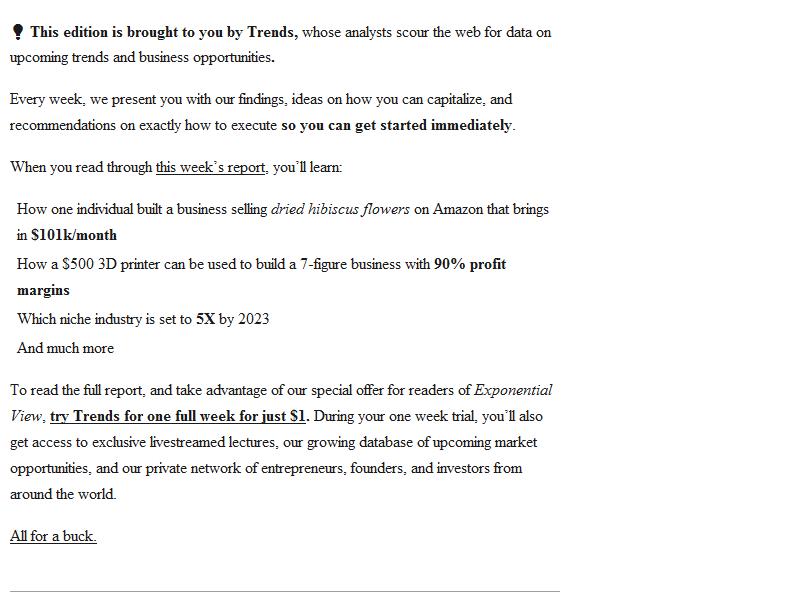 This edition is brought to you by Trends, whose analysts scour the web for data on
upcoming trends and business opportunities.
Every week, we present you with our findings, ideas on how you can capitalize, and
recommendations on exactly how to execute so you can get started immediately.
When you read through this week's report, you'll learn:
How one individual built a business selling dried hibiscus flowers on Amazon that brings
in $101k/month
How a $500 3D printer can be used to build a 7-figure business with 90% profit
margins
Which niche industry is set to 5X by 2023
And much more
To read the full report, and take advantage of our special offer for readers of Exponential
View, try Trends for one full week for just $1. During your one week trial, you'll also
get access to exclusive livestreamed lectures, our growing database of upcoming market
opportunities, and our private network of entrepreneurs, founders, and investors from
around the world.
All for a buck.